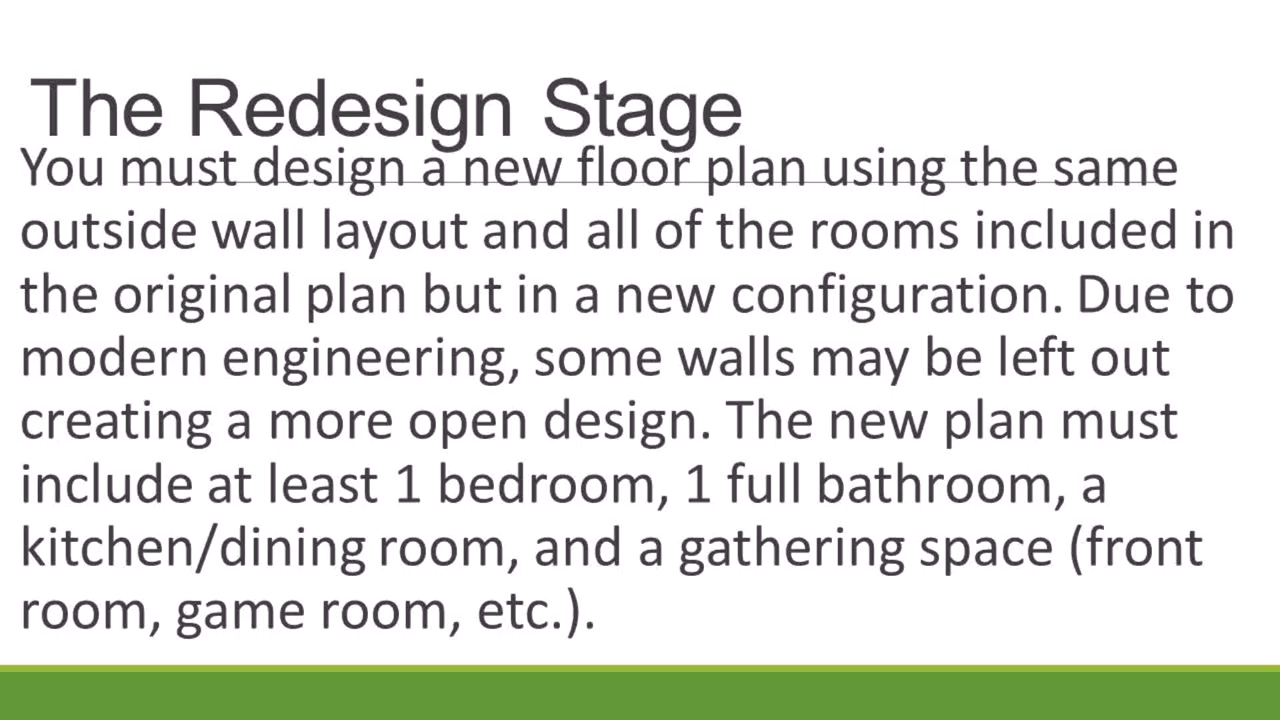 The Redesign Stage
You must design a new floor plan using the same
outside wall layout and all of the rooms included in
the original plan but in a new configuration. Due to
modern engineering, some walls may be left out
creating a more open design. The new plan must
include at least 1 bedroom, 1 full bathroom, a
kitchen/dining room, and a gathering space (front
room, game room, etc.).